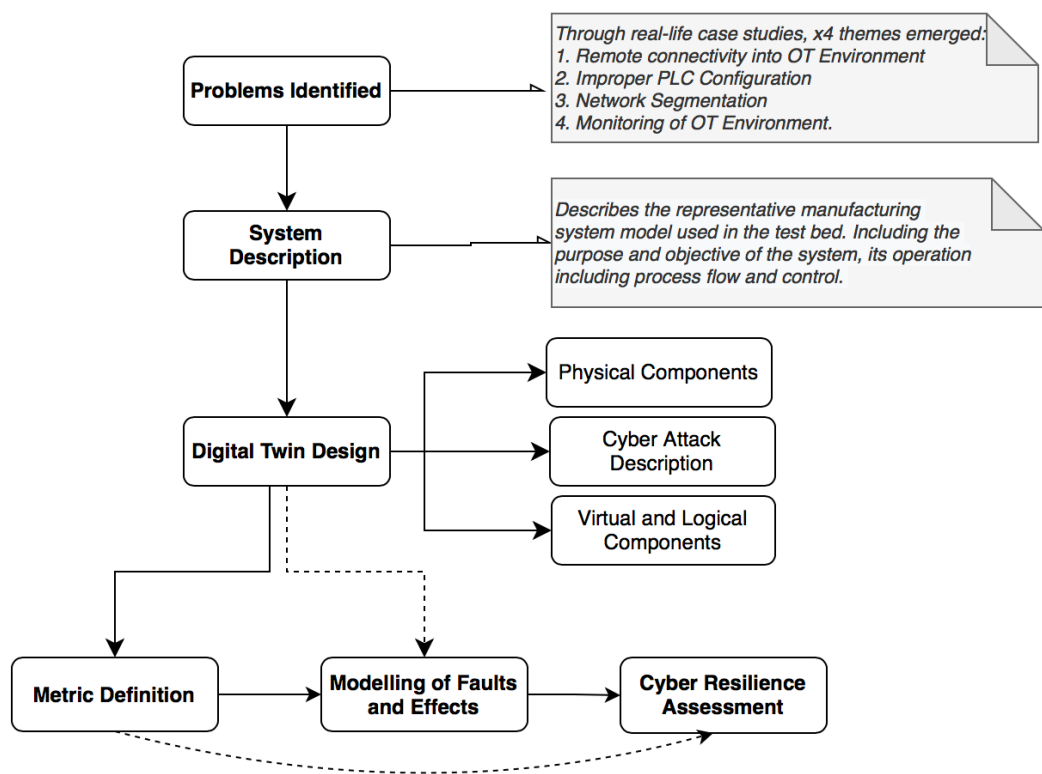 Through real-life case studies, x4 themes emerged:
1. Remote connectivity into OT Environment
2. Improper PLC Configuration
3. Network Segmentation
4. Monitoring of OT Environment.
Problems Identified
System
Description
Describes the representative manufacturing
system model used in the test bed. Including the
purpose and objective of the system, its operation
including process flow and control.
Physical Components
Digital Twin Design
Cyber Attack
Description
Virtual and Logical
Components
Metric Definition
Modelling of Faults
and Effects
Cyber Resilience
Assessment